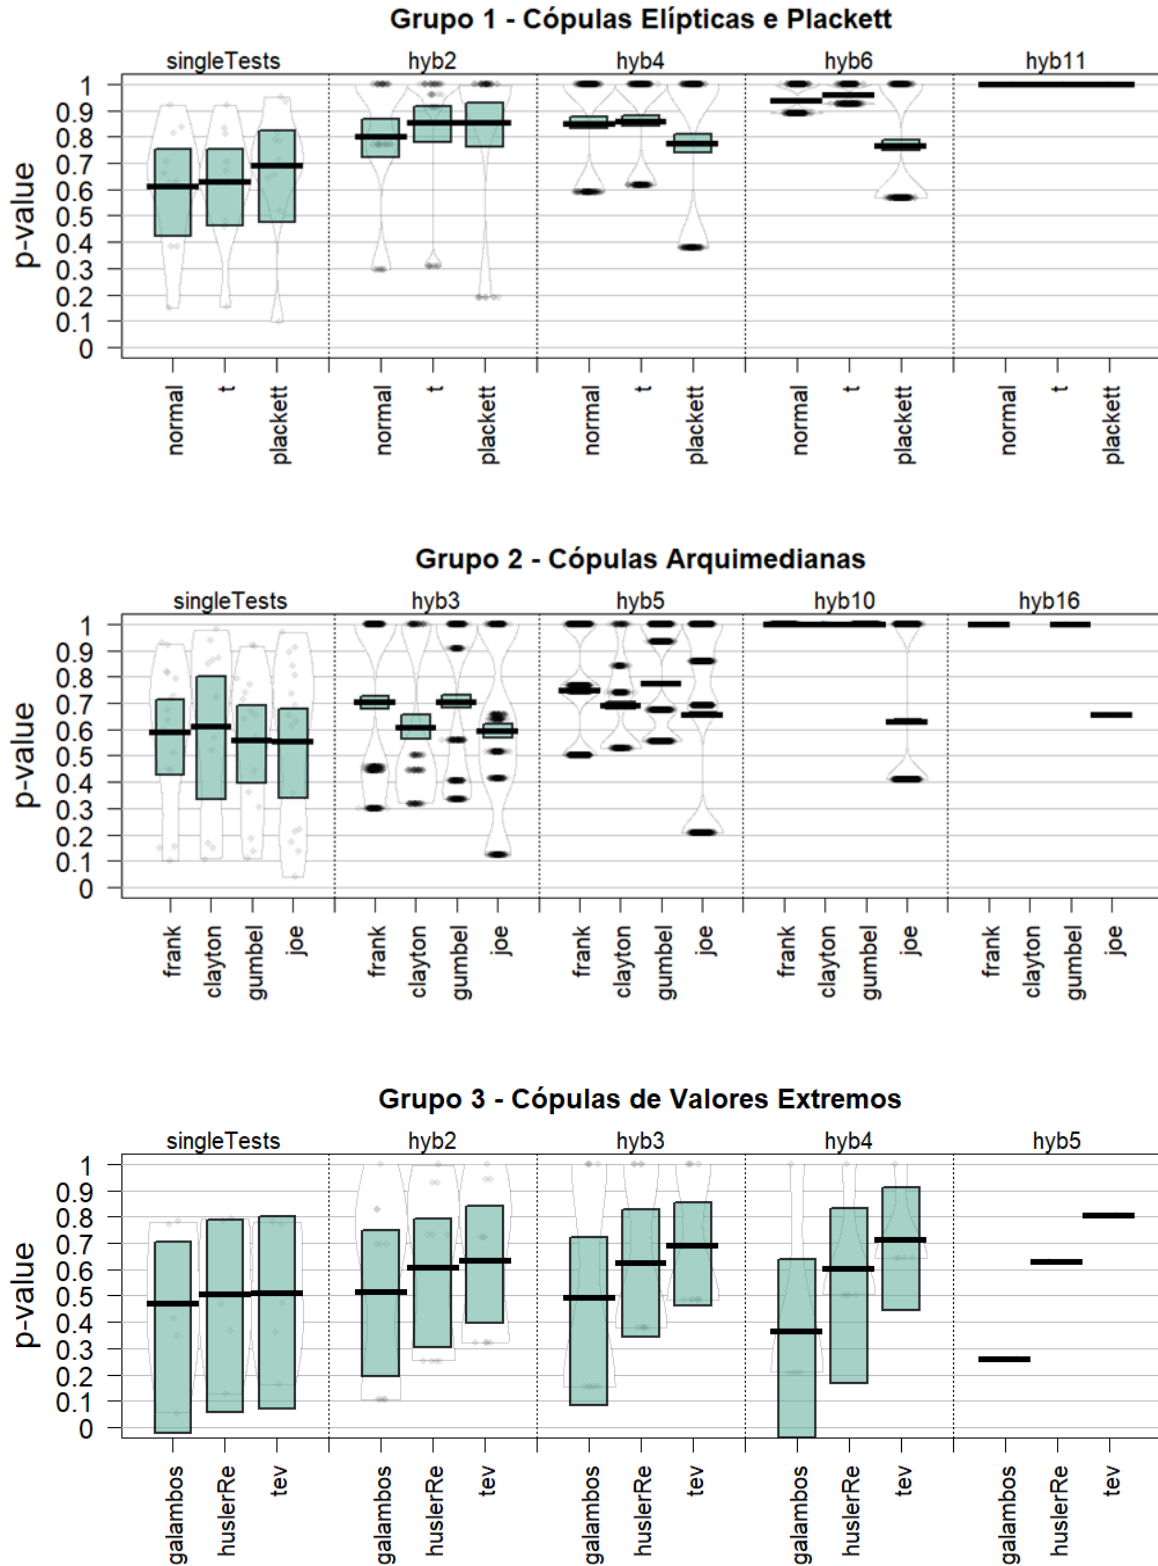 Grupo 1 - Cópulas Elípticas e Plackett
singleTests hyb2 hyb4 hyb6 hyb11
p-value
1
0.9
0.8
0.7
0.6
0.5
0.4
0.3
0.2
0.1
0
normal t plackett normal t plackett normal t plackett normal t plackett normal t plackett
Grupo 2 - Cópulas Arquimedianas
singleTests hyb3 hyb5 hyb10 hyb16
p-value
1
0.9
0.8
0.7
0.6
0.5
0.4
0.3
0.2
0.1
0
frank clayton gumbel joe frank clayton gumbel joe frank clayton gumbel joe frank clayton gumbel joe frank clayton gumbel joe
Grupo 3 - Cópulas de Valores Extremos
singleTests hyb2 hyb3 hyb4 hyb5
p-value
1
0.9
0.8
0.7
0.6
0.5
0.4
0.3
0.2
0.1
0
galambos huslerRe tev galambos huslerRe tev galambos huslerRe tev galambos huslerRe tev galambos huslerRe tev